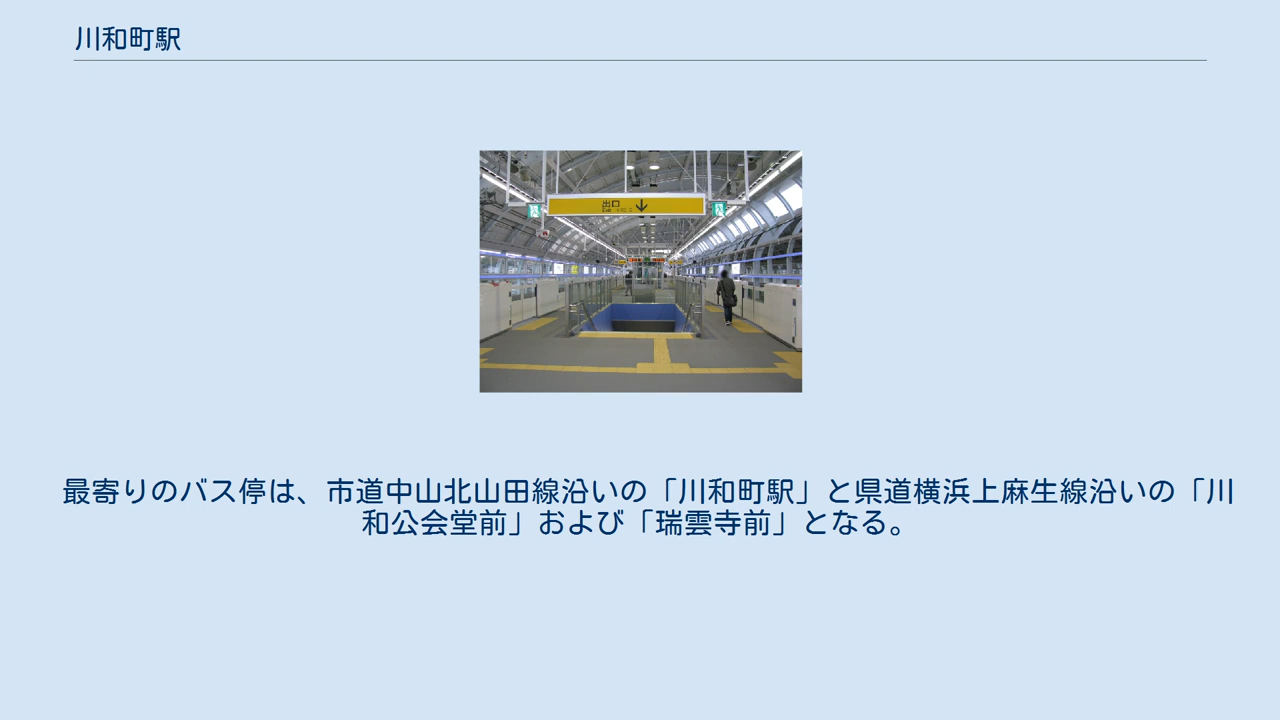 川和町駅
出口
最寄りのバス停は、市道中山北山田線沿いの「川和町駅」と県道横浜上麻生線沿いの「川
和公会堂前」および「瑞雲寺前」となる。